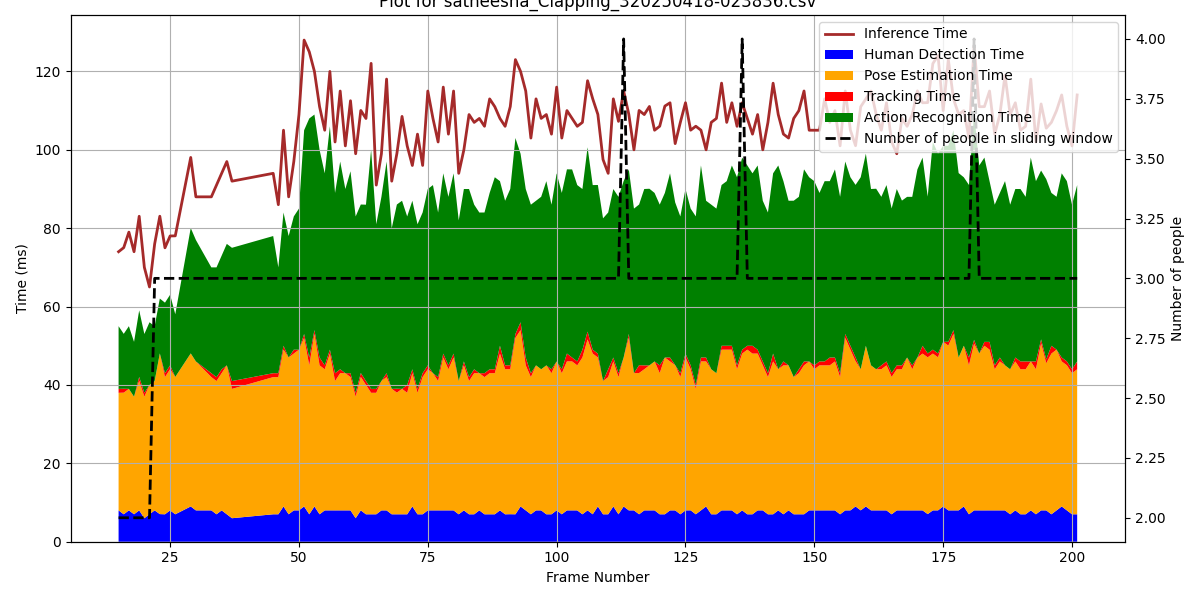 Plot for satheesha_Clapping_320250418-023836.csv
Inference Time
Human Detection Time
Pose Estimation Time
Tracking Time
Action Recognition Time
Number of people in sliding window
Time (ms)
0
20
40
60
80
100
120
25
50
75
100
125
150
175
200
Frame Number
4.00
3.75
3.50
3.25
3.00
2.75
2.50
2.25
2.00
Number of people